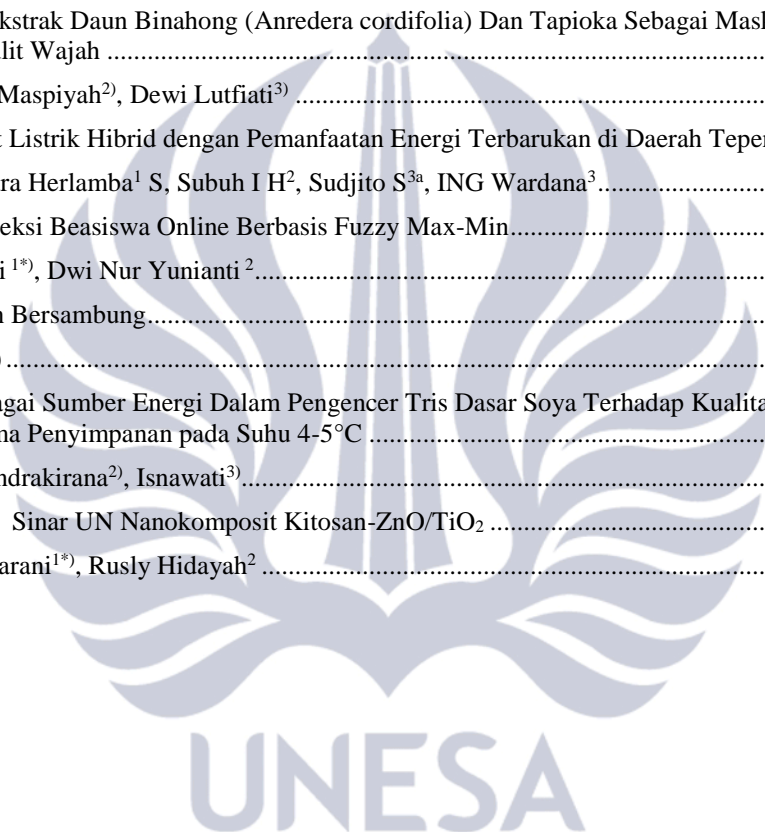 kstrak Daun Binahong (Anredera cordifolia) Dan Tapioka Sebagai Mask
lit Wajah ................................................................................
Maspiyah²⁾, Dewi Lutfiati³⁾ ................................................................................
t Listrik Hibrid dengan Pemanfaatan Energi Terbarukan di Daerah Teper
ra Herlamba¹ S, Subuh I H², Sudjito S³ᵃ, ING Wardana³................................................
eksi Beasiswa Online Berbasis Fuzzy Max-Min................................................
i ¹*⁾, Dwi Nur Yunianti ²................................................................................
n Bersambung................................................................................
⁾ ................................................................................
agai Sumber Energi Dalam Pengencer Tris Dasar Soya Terhadap Kualita
ma Penyimpanan pada Suhu 4-5°C ................................................
ndrakirana²⁾, Isnawati³⁾................................................................................
Sinar UN Nanokomposit Kitosan-ZnO/TiO₂ ................................................
arani¹*⁾, Rusly Hidayah² ................................................................................
UNESA